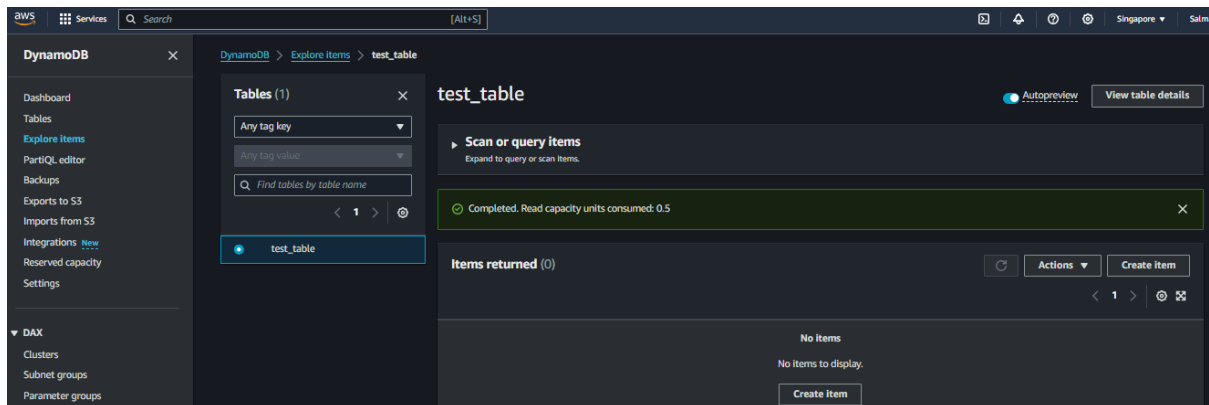 aws Services Search [Alt+S] Singapore Salm
DynamoDB
Dashboard
Tables
Explore items
PartiQL editor
Backups
Exports to S3
Imports from S3
Integrations New
Reserved capacity
Settings
DAX
Clusters
Subnet groups
Parameter groups
DynamoDB > Explore items > test_table
Tables (1)
Any tag key
Any tag value
Find tables by table name
1
test_table
test_table
Autopreview View table details
Scan or query items
Expand to query or scan items.
Completed. Read capacity units consumed: 0.5
Items returned (0)
Actions Create item
1
No items
No items to display.
Create item